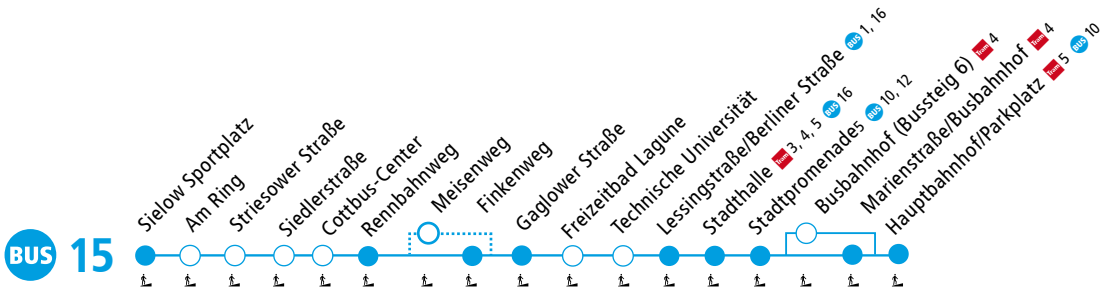 BUS 15
Sielow Sportplatz
Am Ring
Striesower Straße
Siedlerstraße
Cottbus-Center
Rennbahnweg
Meisenweg
Finkenweg
Gaglower Straße
Freizeitbad Lagune
Technische Universität
Lessingstraße/Berliner Straße BUS 1, 16
Stadthalle Tram 3, 4, 5 BUS 16
Stadtpromenade5 BUS 10, 12
Busbahnhof (Bussteig 6) Tram 4
Marienstraße/Busbahnhof Tram 4
Hauptbahnhof/Parkplatz Tram 5 BUS 10